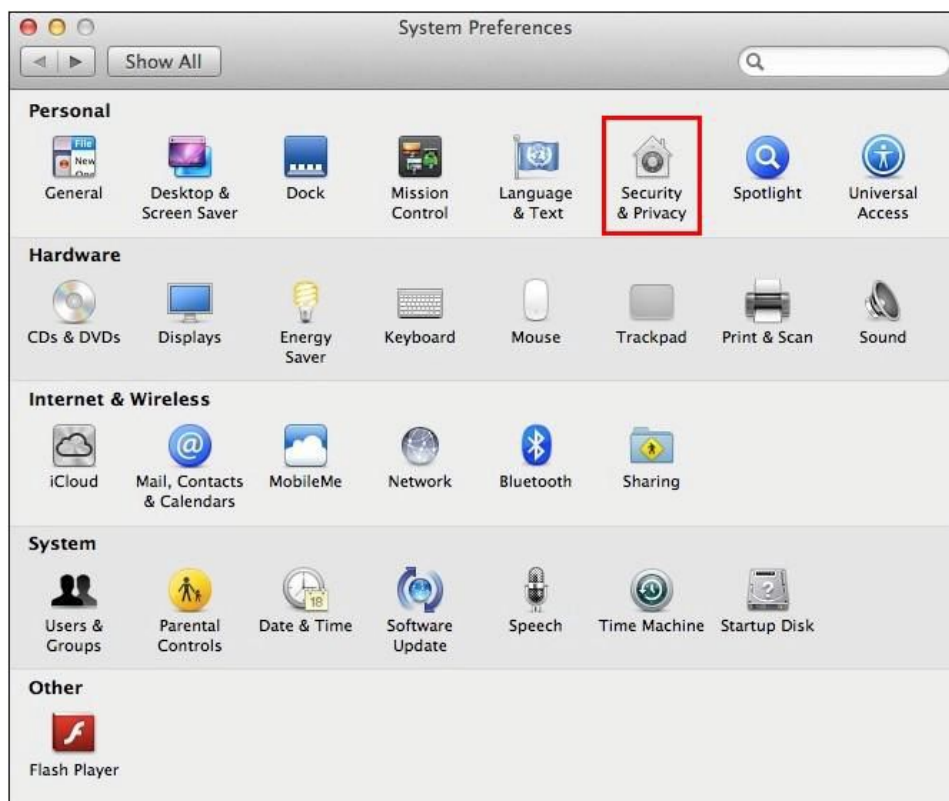 System Preferences
Show All
Personal
File
New
General
Desktop &
Screen Saver
Dock
Mission
Control
Language
& Text
Security
& Privacy
Spotlight
Universal
Access
Hardware
CDs & DVDs
Displays
Energy
Saver
Keyboard
Mouse
Trackpad
Print & Scan
Sound
Internet & Wireless
iCloud
@
Mail, Contacts
& Calendars
MobileMe
Network
Bluetooth
Sharing
System
Users &
Groups
Parental
Controls
18
Date & Time
Software
Update
Speech
Time Machine
?
Startup Disk
Other
Flash Player